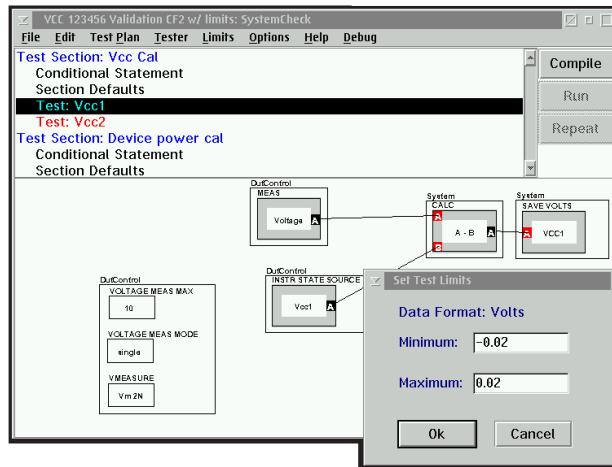 VCC 123456 Validation CF2 w/ limits: SystemCheck
File Edit Test Plan Tester Limits Options Help Debug
Test Section: Vcc Cal
Conditional Statement
Section Defaults
Test: Vcc1
Test: Vcc2
Test Section: Device power cal
Conditional Statement
Section Defaults
Compile
Run
Repeat
DutControl
MEAS
Voltage A
System
CALC
A
B
A - B A
System
SAVE VOLTS
A VCC1
DutControl
INSTR STATE SOURCE
Vcc1 A
DutControl
VOLTAGE MEAS MAX
10
VOLTAGE MEAS MODE
single
VMEASURE
Vm2N
Set Test Limits
Data Format: Volts
Minimum: -0.02
Maximum: 0.02
Ok Cancel